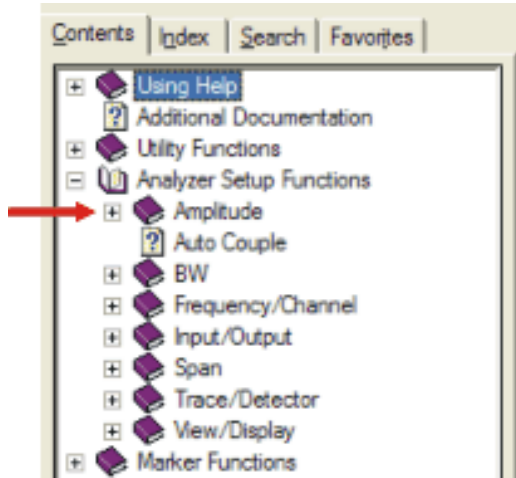 Contents Index Search Favorites
Using Help
Additional Documentation
Utility Functions
Analyzer Setup Functions
Amplitude
Auto Couple
BW
Frequency/Channel
Input/Output
Span
Trace/Detector
View/Display
Marker Functions